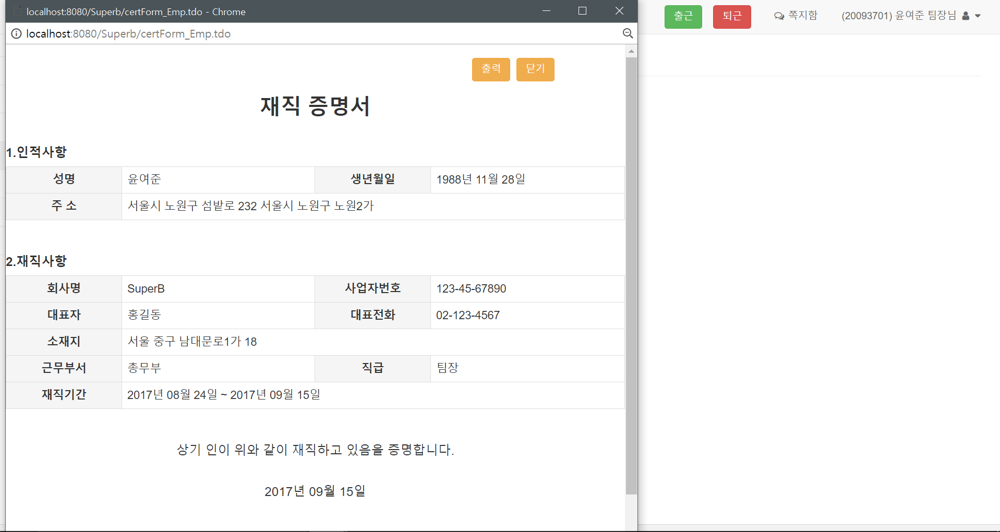 localhost:8080/Superb/certForm_Emp.tdo - Chrome
localhost:8080/Superb/certForm_Emp.tdo
출근 퇴근 쪽지함 (20093701) 윤여준 팀장님
출력 닫기
재직 증명서
1.인적사항
성명 윤여준 생년월일 1988년 11월 28일
주 소 서울시 노원구 섬밭로 232 서울시 노원구 노원2가
2.재직사항
회사명 SuperB 사업자번호 123-45-67890
대표자 홍길동 대표전화 02-123-4567
소재지 서울 중구 남대문로1가 18
근무부서 총무부 직급 팀장
재직기간 2017년 08월 24일 ~ 2017년 09월 15일
상기 인이 위와 같이 재직하고 있음을 증명합니다.
2017년 09월 15일